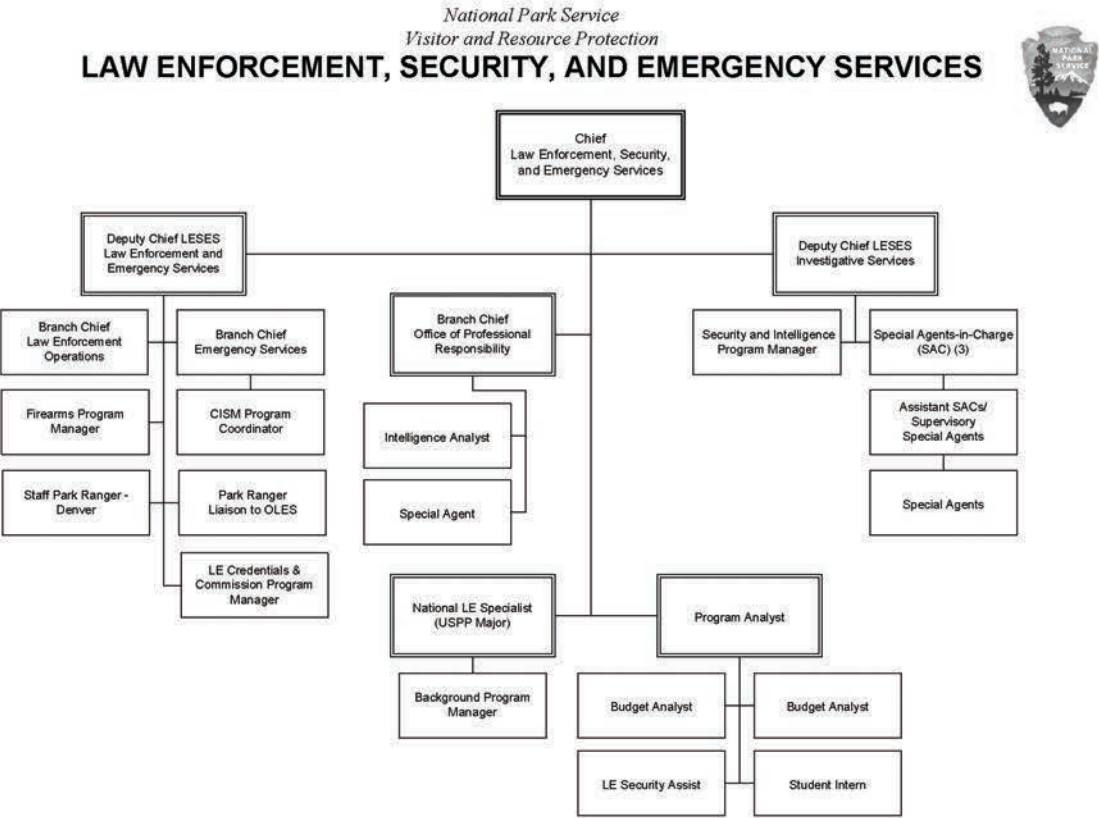 National Park Service
Visitor and Resource Protection
LAW ENFORCEMENT, SECURITY, AND EMERGENCY SERVICES
NATIONAL
PARK
SERVICE
Chief
Law Enforcement, Security,
and Emergency Services
Deputy Chief LESES
Law Enforcement and
Emergency Services
Deputy Chief LESES
Investigative Services
Branch Chief
Law Enforcement
Operations
Branch Chief
Emergency Services
Branch Chief
Office of Professional
Responsibility
Security and Intelligence
Program Manager
Special Agents-in-Charge
(SAC) (3)
Firearms Program
Manager
CISM Program
Coordinator
Intelligence Analyst
Assistant SACs/
Supervisory
Special Agents
Staff Park Ranger -
Denver
Park Ranger
Liaison to OLES
Special Agent
Special Agents
LE Credentials &
Commission Program
Manager
National LE Specialist
(USPP Major)
Program Analyst
Background Program
Manager
Budget Analyst
Budget Analyst
LE Security Assist
Student Intern